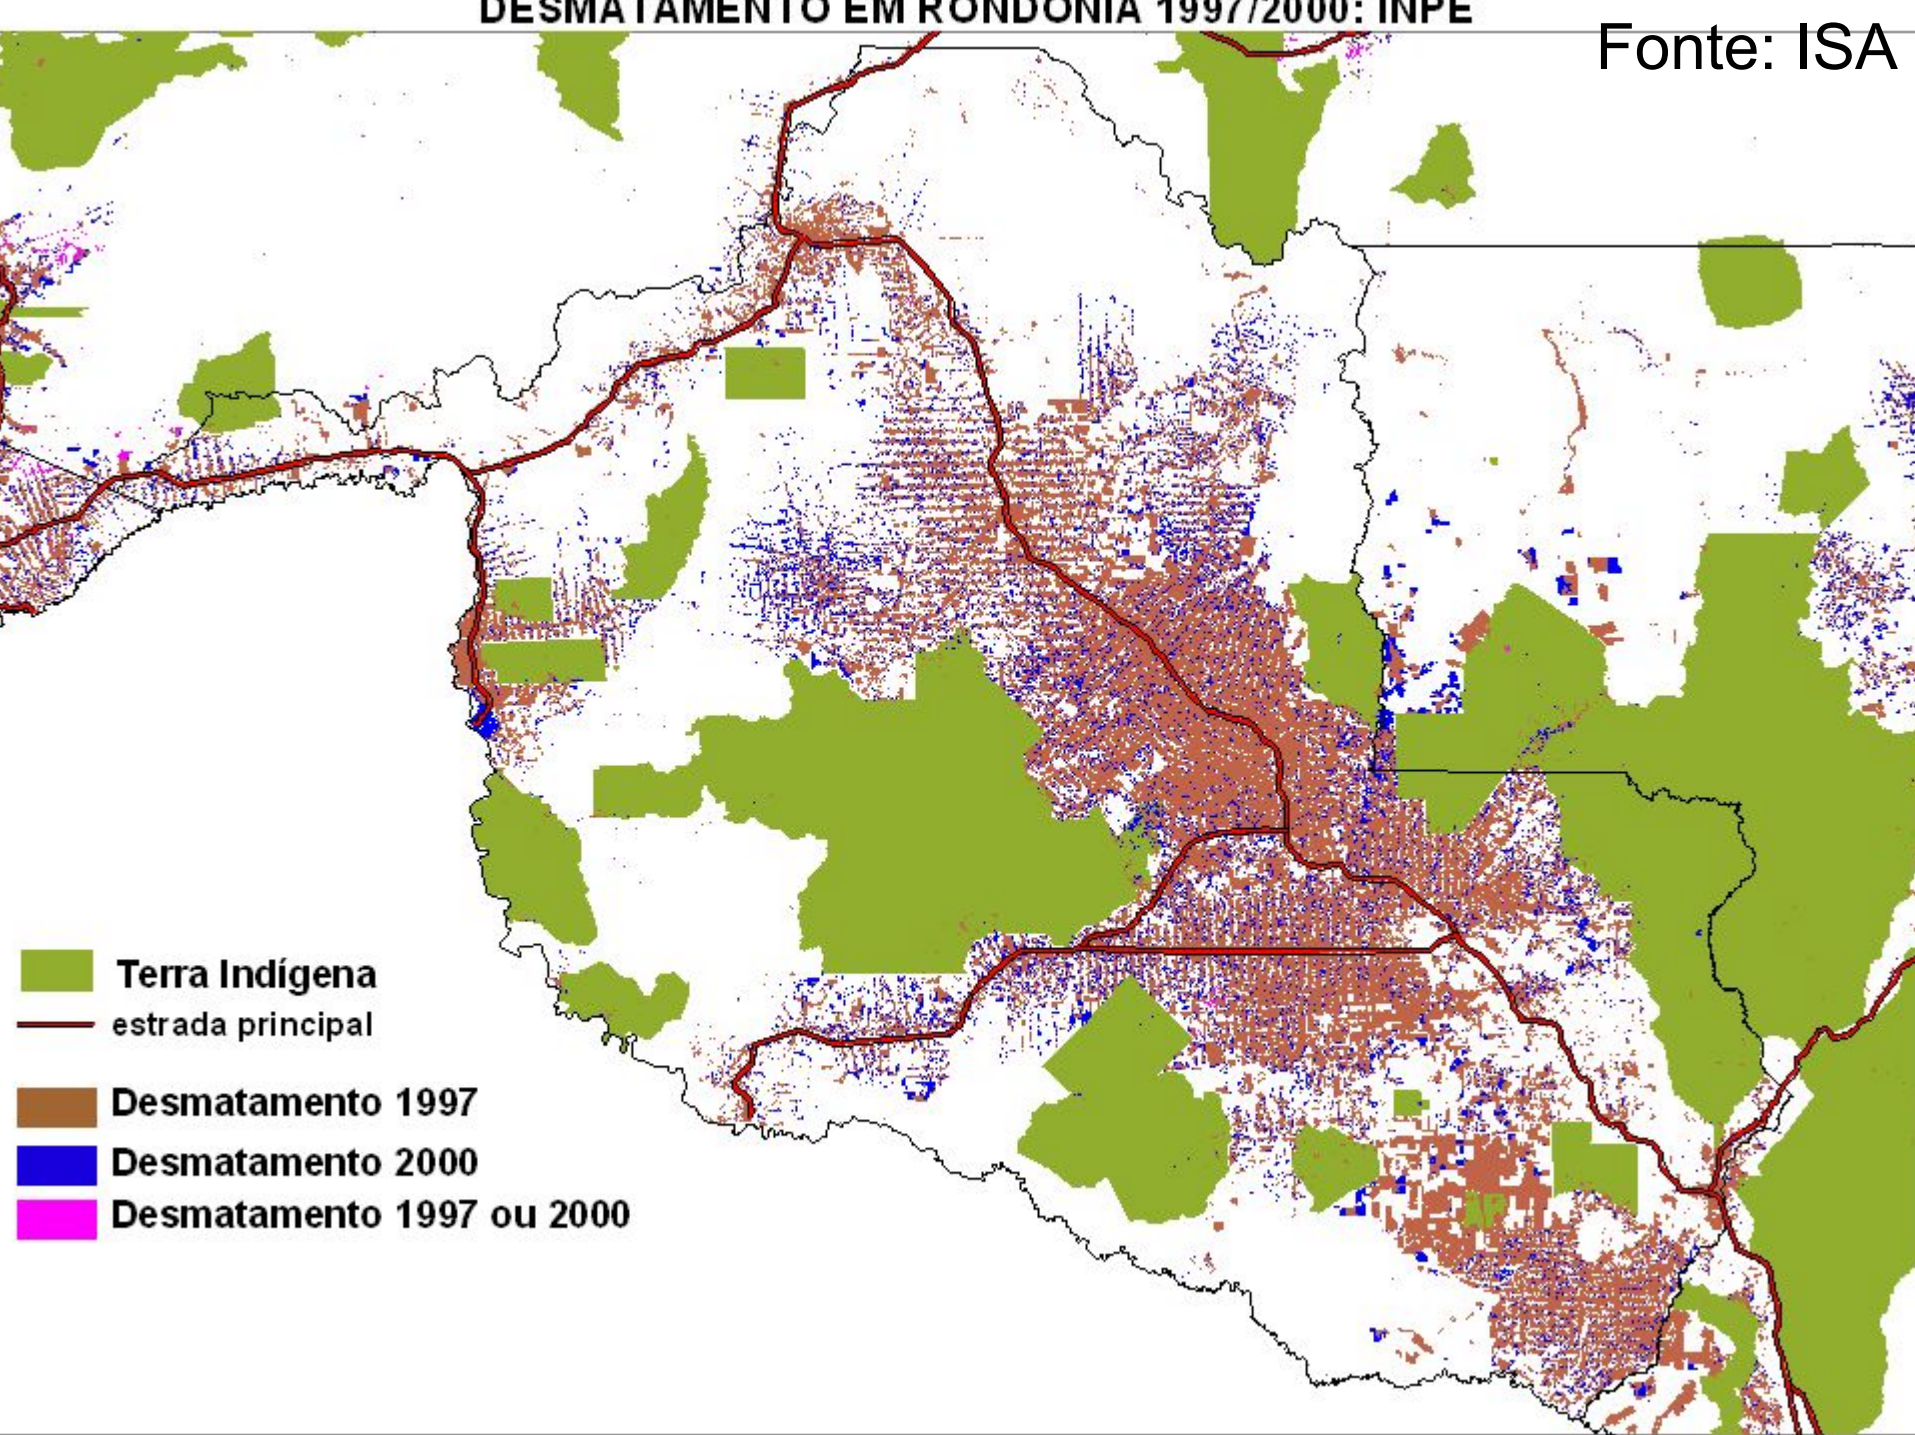 DESMATAMENTO EM RONDÔNIA 1997/2000: INPE
Fonte: ISA
Terra Indígena
estrada principal
Desmatamento 1997
Desmatamento 2000
Desmatamento 1997 ou 2000